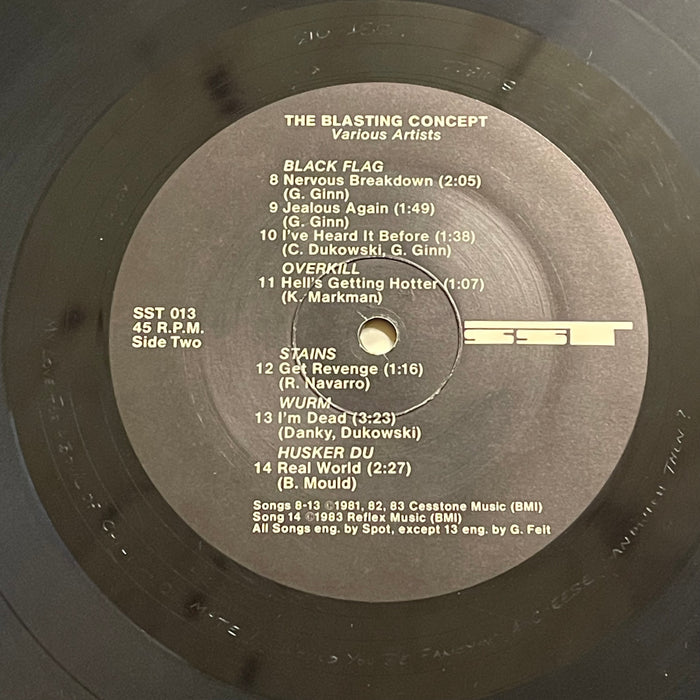 THE BLASTING CONCEPT
Various Artists
BLACK FLAG
8 Nervous Breakdown (2:05)
(G. Ginn)
9 Jealous Again (1:49)
(G. Ginn)
10 I've Heard It Before (1:38)
(C. Dukowski, G. Ginn)
OVERKILL
11 Hell's Getting Hotter (1:07)
(K. Markman)
SST 013
45 R.P.M.
Side Two
SST
STAINS
12 Get Revenge (1:16)
(R. Navarro)
WURM
13 I'm Dead (3:23)
(Danky, Dukowski)
HUSKER DU
14 Real World (2:27)
(B. Mould)
Songs 8-13 ©1981, 82, 83 Cesstone Music (BMI)
Song 14 ©1983 Reflex Music (BMI)
All Songs eng. by Spot, except 13 eng. by G. Feit